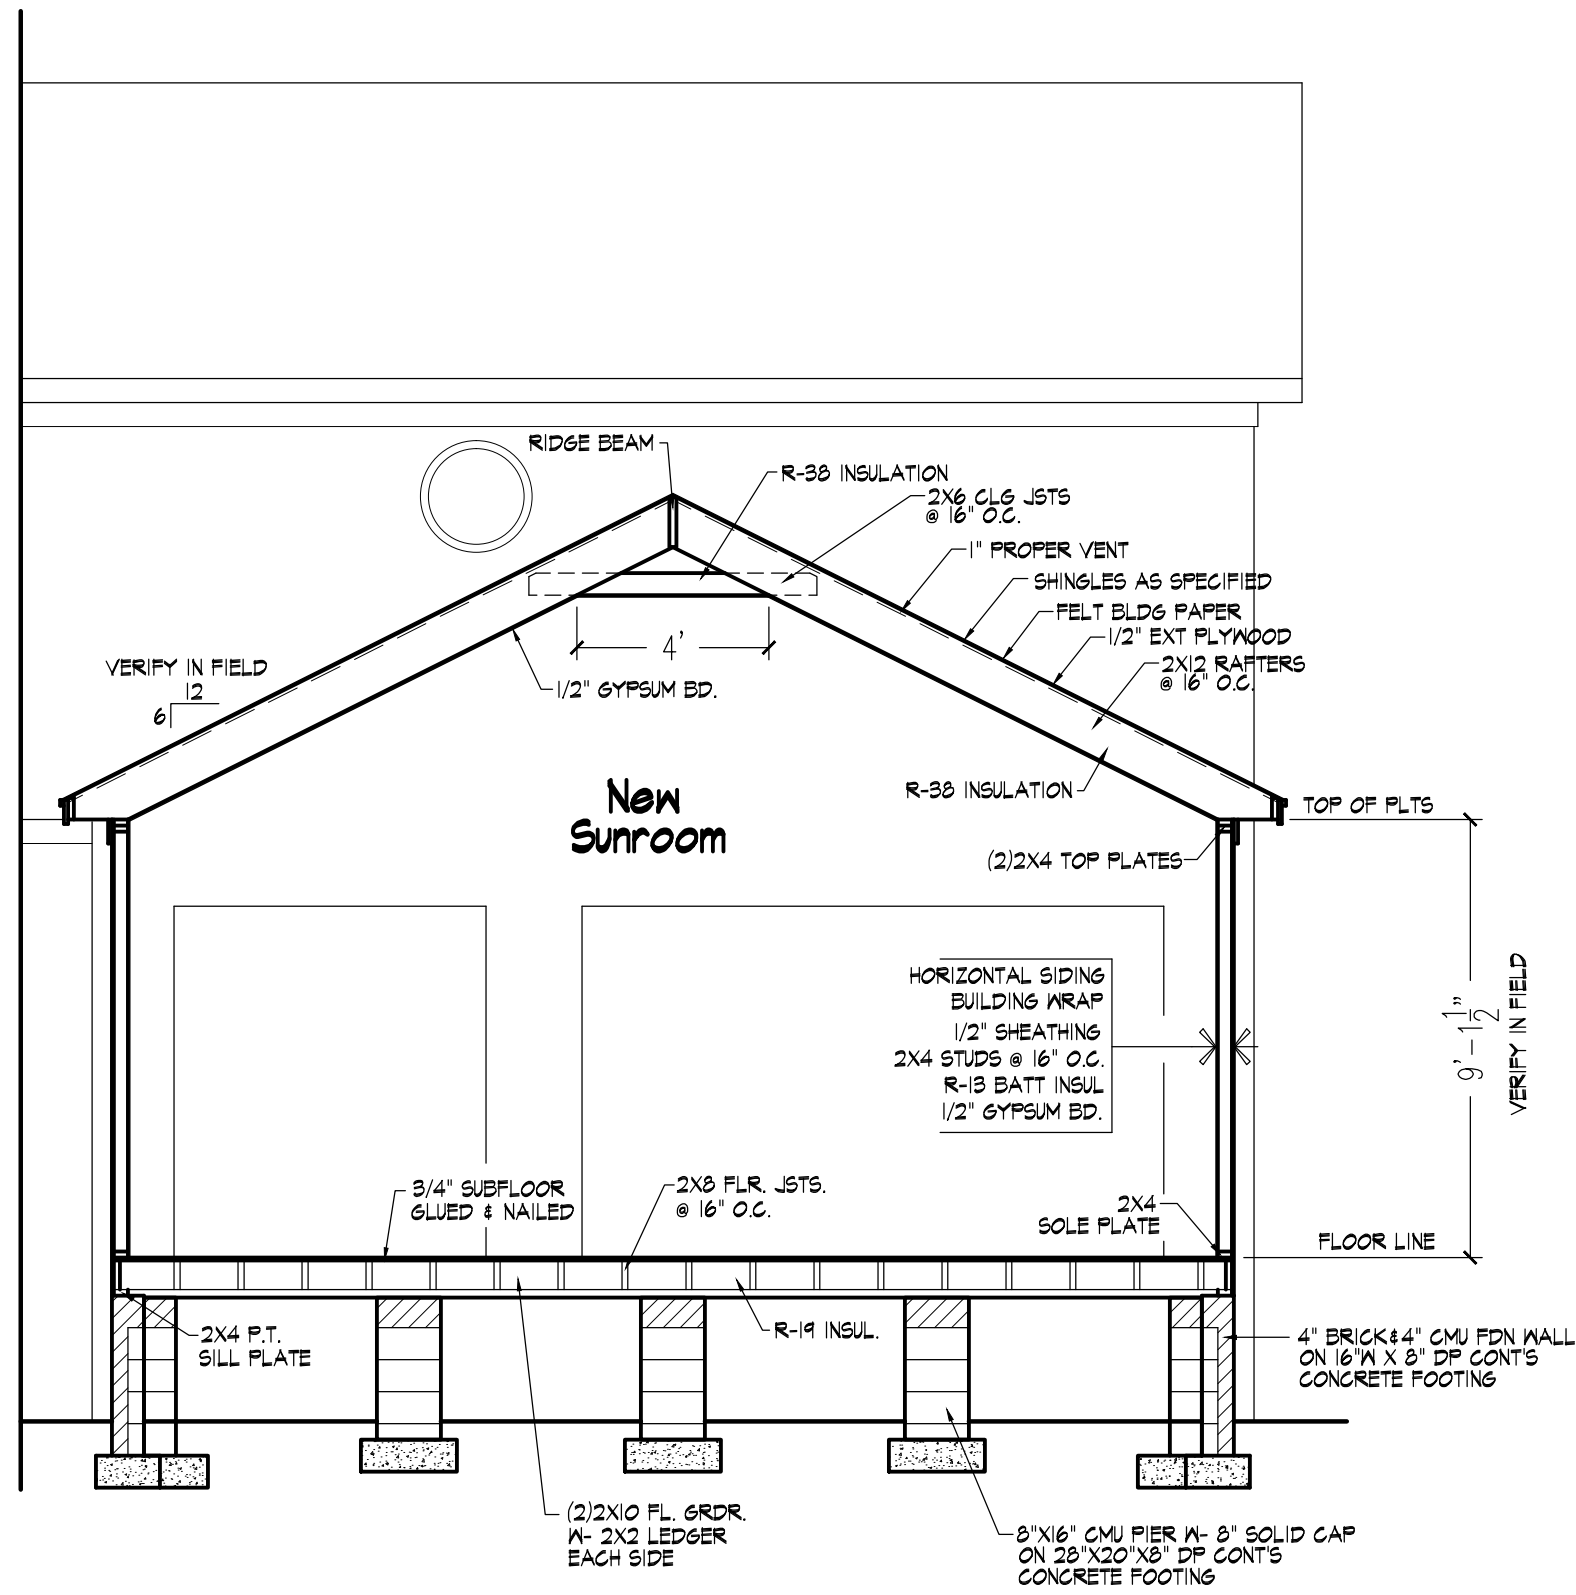 RIDGE BEAM
R-38 INSULATION
2X6 CLG JSTS
@ 16" O.C.
1" PROPER VENT
SHINGLES AS SPECIFIED
FELT BLDG PAPER
1/2" EXT PLYWOOD
2X12 RAFTERS
@ 16" O.C.
4'
VERIFY IN FIELD
12
6
1/2" GYPSUM BD.
R-38 INSULATION
New
Sunroom
TOP OF PLTS
(2)2X4 TOP PLATES
HORIZONTAL SIDING
BUILDING WRAP
1/2" SHEATHING
2X4 STUDS @ 16" O.C.
R-13 BATT INSUL
1/2" GYPSUM BD.
9'-1 1/2"
VERIFY IN FIELD
3/4" SUBFLOOR
GLUED & NAILED
2X8 FLR. JSTS.
@ 16" O.C.
2X4
SOLE PLATE
FLOOR LINE
2X4 P.T.
SILL PLATE
R-19 INSUL.
4" BRICK&4" CMU FDN WALL
ON 16"W X 8" DP CONT'S
CONCRETE FOOTING
(2)2X10 FL. GRDR.
W- 2X2 LEDGER
EACH SIDE
8"X16" CMU PIER W- 8" SOLID CAP
ON 28"X20"X8" DP CONT'S
CONCRETE FOOTING